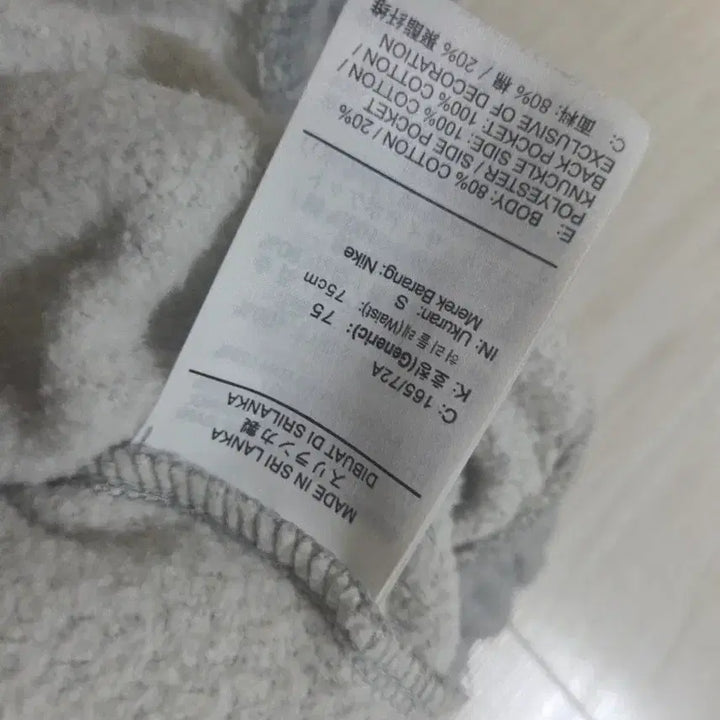 MADE IN SRI LANKA
スリランカ製
DIBUAT DI SRILANKA
C: 165/72A
K: 호칭(Generic): 75
허리둘레(Waist): 75cm
IN: Ukuran: S
Merek Barang: Nike
E: BODY: 80% COTTON / 20%
POLYESTER / SIDE POCKET
KNUCKLE SIDE: 100% COTTON /
BACK POCKET: 100% COTTON /
EXCLUSIVE OF DECORATION
C: 面料: 80% 棉 / 20% 聚酯纤维